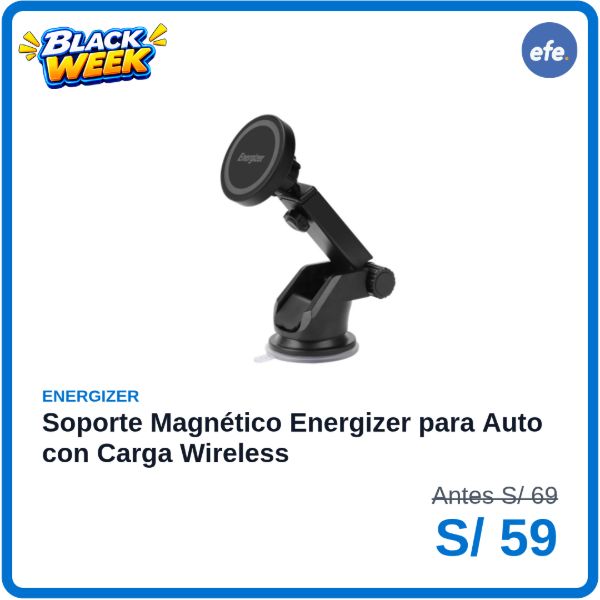 BLACK
WEEK
efe.
Energizer
ENERGIZER
Soporte Magnético Energizer para Auto
con Carga Wireless
Antes S/ 69
S/ 59